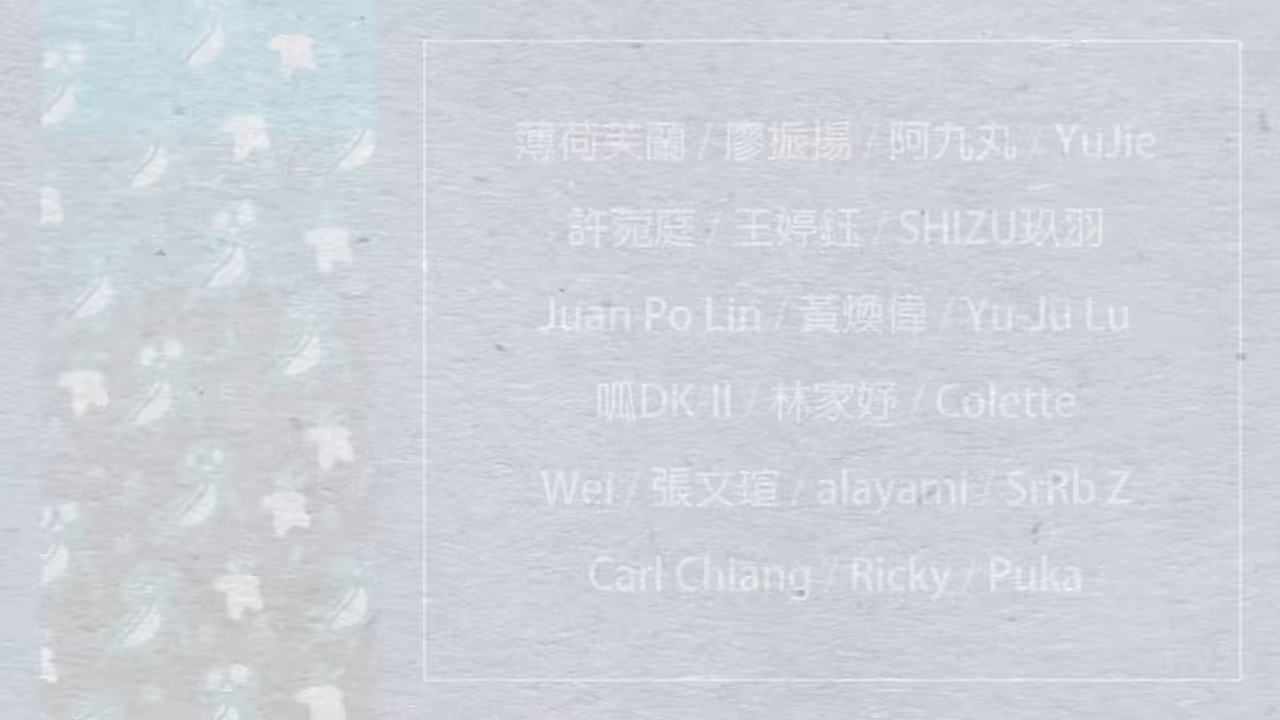 薄荷芙蘭 / 廖振揚 / 阿九丸 / YuJie
許菀庭 / 王婷鈺 / SHIZU玖羽
Juan Po Lin / 黃煥偉 / Yu-Ju Lu
呱DK II / 林家妤 / Colette
Wei / 張文瑄 / alayami / SrRb Z
Carl Chiang / Ricky / Puka